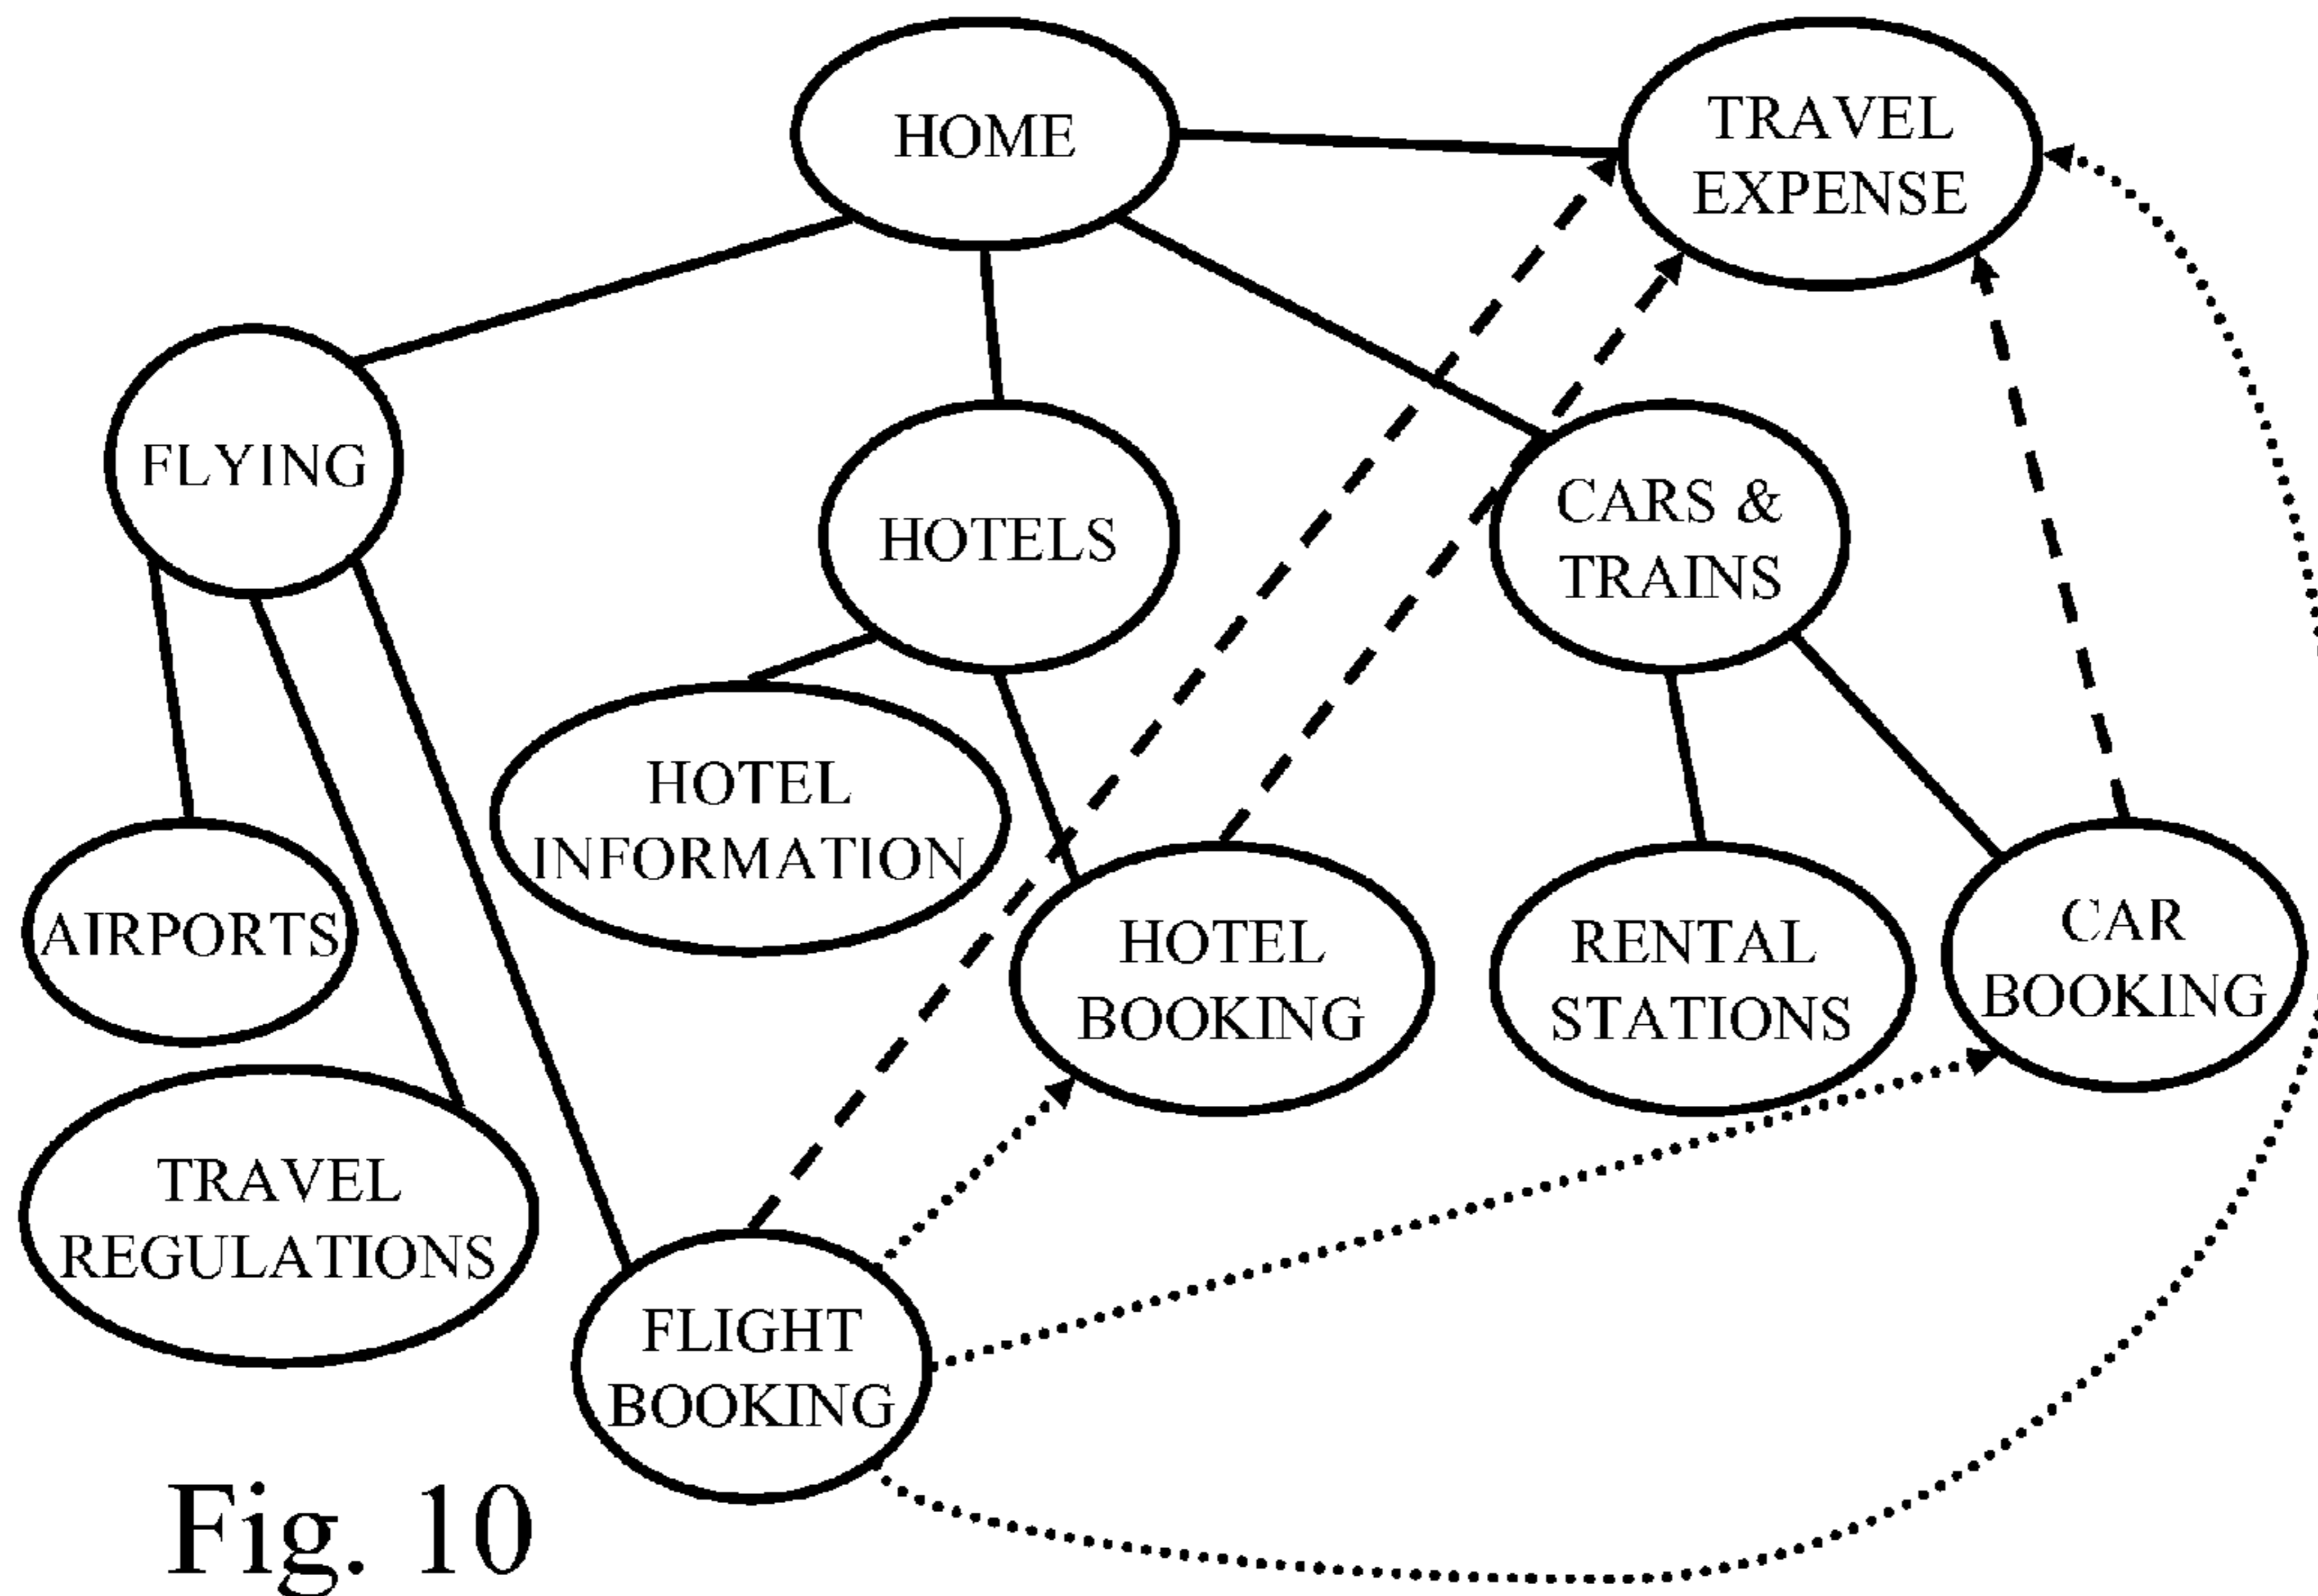 HOME
TRAVEL
EXPENSE
FLYING
HOTELS
CARS &
TRAINS
HOTEL
INFORMATION
AIRPORTS
HOTEL
BOOKING
RENTAL
STATIONS
CAR
BOOKING
TRAVEL
REGULATIONS
FLIGHT
BOOKING
Fig. 10